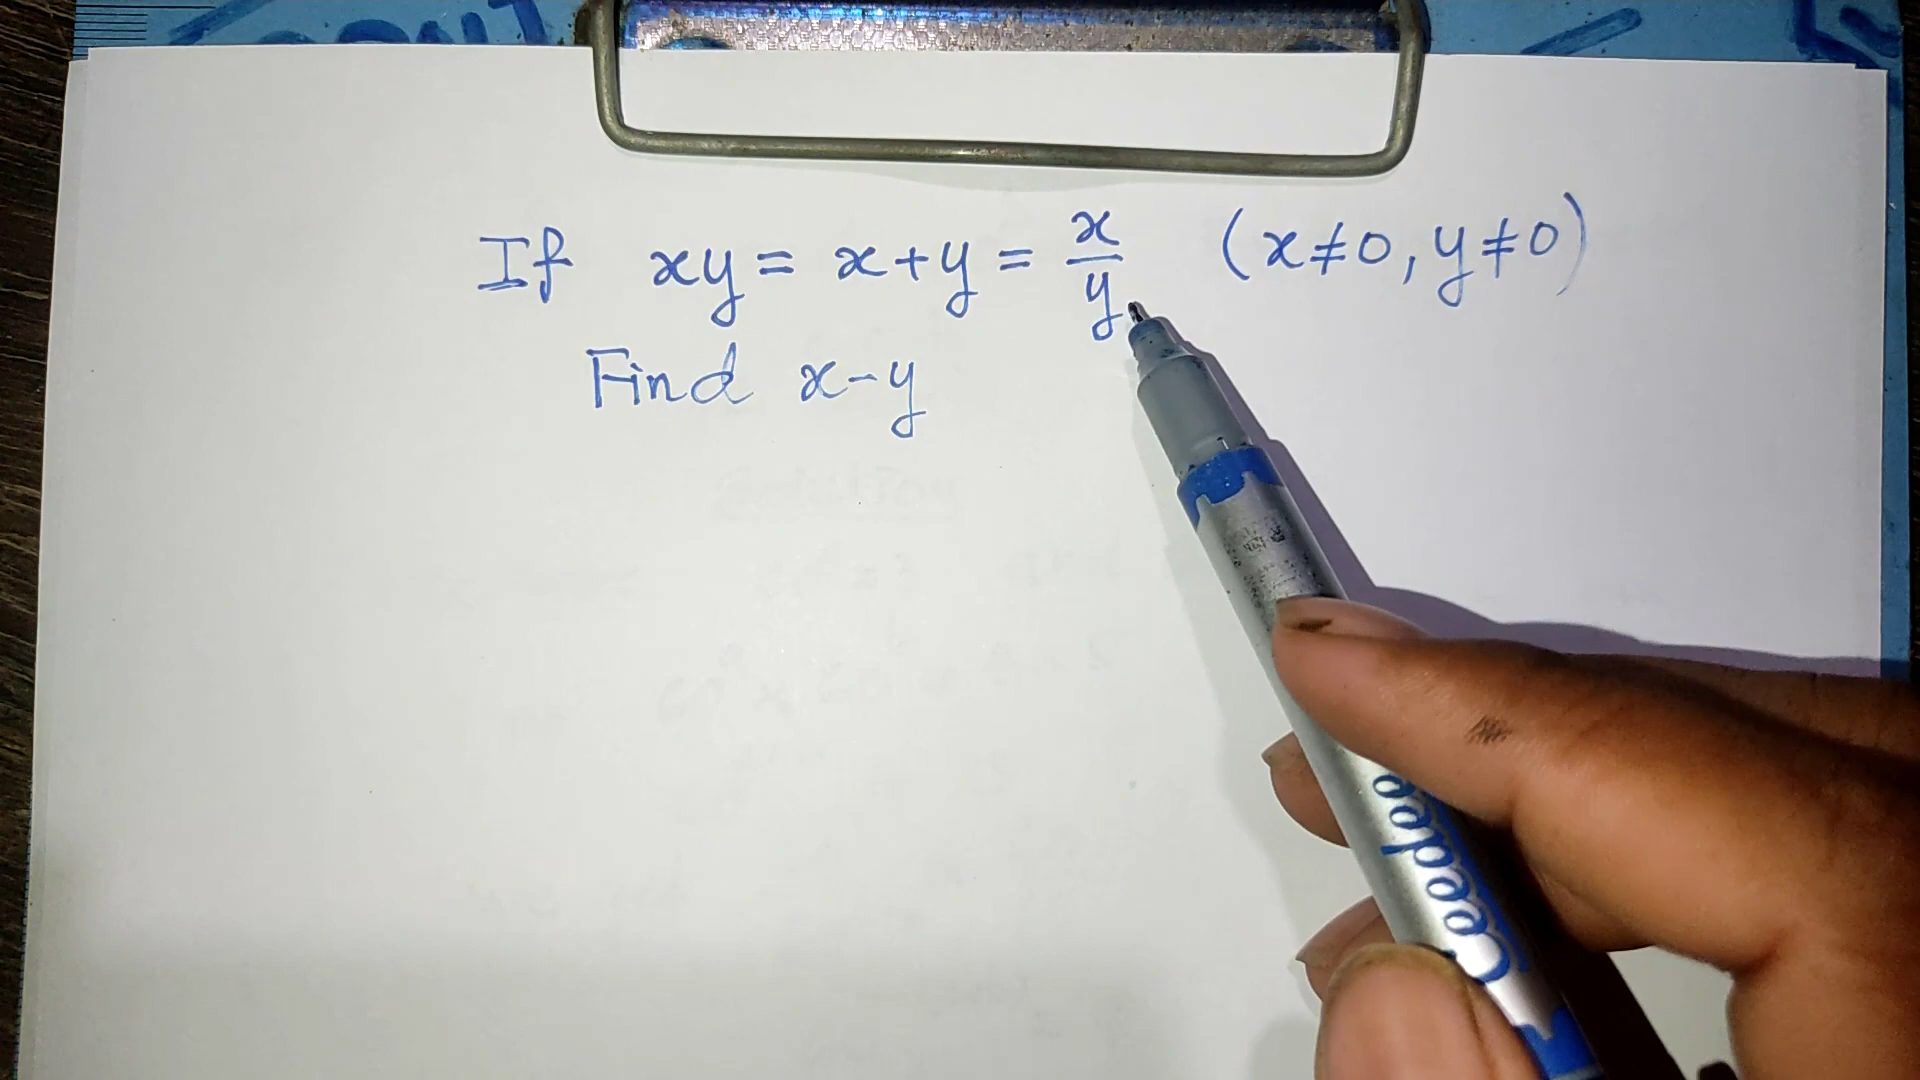 If xy = x+y = x/y (x≠0, y≠0)
Find x-y